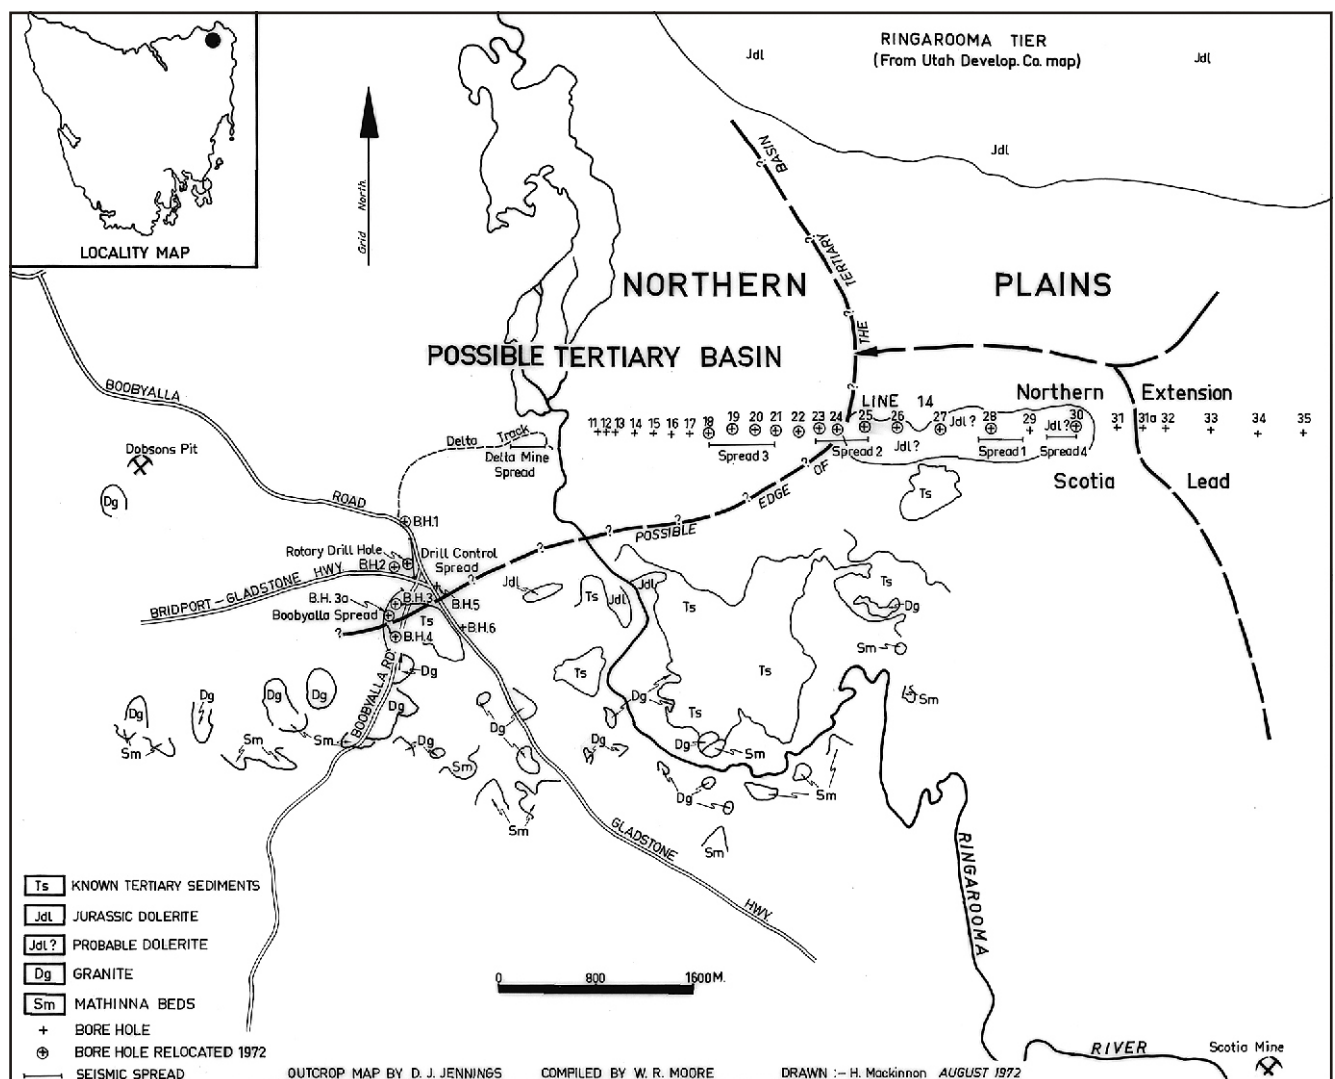 LOCALITY MAP
Grid North.
RINGAROOMA TIER
(From Utah Develop. Co. map)
Jdl
Jdl
Jdl
NORTHERN PLAINS
POSSIBLE TERTIARY BASIN
POSSIBLE EDGE OF THE TERTIARY BASIN
? ? ? ? ? ? ? ? ? ? ? ?
LINE 14
Northern Extension
Scotia Lead
11 12 13 14 15 16 17 18 19 20 21 22 23 24 25 26 27 28 29 30 31 31a 32 33 34 35
Jdl ?
Jdl ?
Jdl ?
Spread 3
Spread 2
Spread 1
Spread 4
Ts
BOOBYALLA
ROAD
Dobsons Pit
Dg
Delta Track
Delta Mine
Spread
B.H.1
Rotary Drill Hole
B.H.2
Drill Control
Spread
BRIDPORT-GLADSTONE HWY.
B.H. 3a
B.H.3
B.H.5
Boobyalla Spread
Ts
B.H.6
B.H.4
BOOBYALLA RD.
Jdl
Ts
Jdl
Jdl
Ts
Ts
Dg
Sm
Ts
Ts
Dg
Ts
Sm
Dg
Dg
Dg
Dg
Dg
Dg
Sm
Sm
Sm
Dg
Sm
Dg
Dg
Dg
Sm
Dg
Sm
Sm
Sm
GLADSTONE
HWY.
RINGAROOMA
RIVER
Scotia Mine
Ts KNOWN TERTIARY SEDIMENTS
Jdl JURASSIC DOLERITE
Jdl ? PROBABLE DOLERITE
Dg GRANITE
Sm MATHINNA BEDS
+ BORE HOLE
⊕ BORE HOLE RELOCATED 1972
SEISMIC SPREAD
0 800 1600 M.
OUTCROP MAP BY D. J. JENNINGS COMPILED BY W. R. MOORE DRAWN :- H. Mackinnon AUGUST 1972